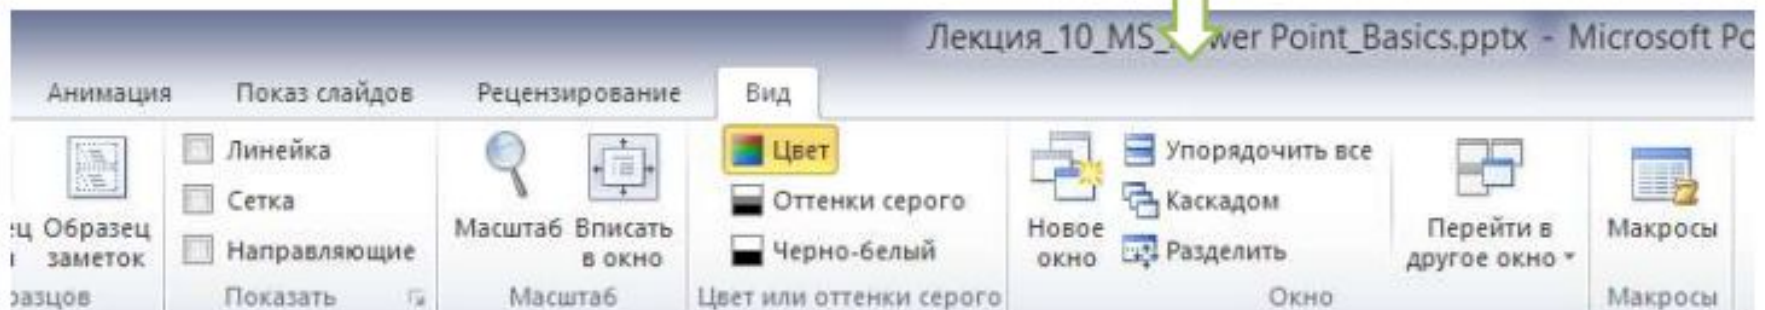 Лекция_10_MS_ wer Point_Basics.pptx - Microsoft Po
Анимация Показ слайдов Рецензирование Вид
Линейка Цвет Упорядочить все
Сетка Оттенки серого Каскадом
ец Образец Направляющие Масштаб Вписать Черно-белый Новое Разделить Перейти в Макросы
заметок в окно окно другое окно
разцов Показать Масштаб Цвет или оттенки серого Окно Макросы